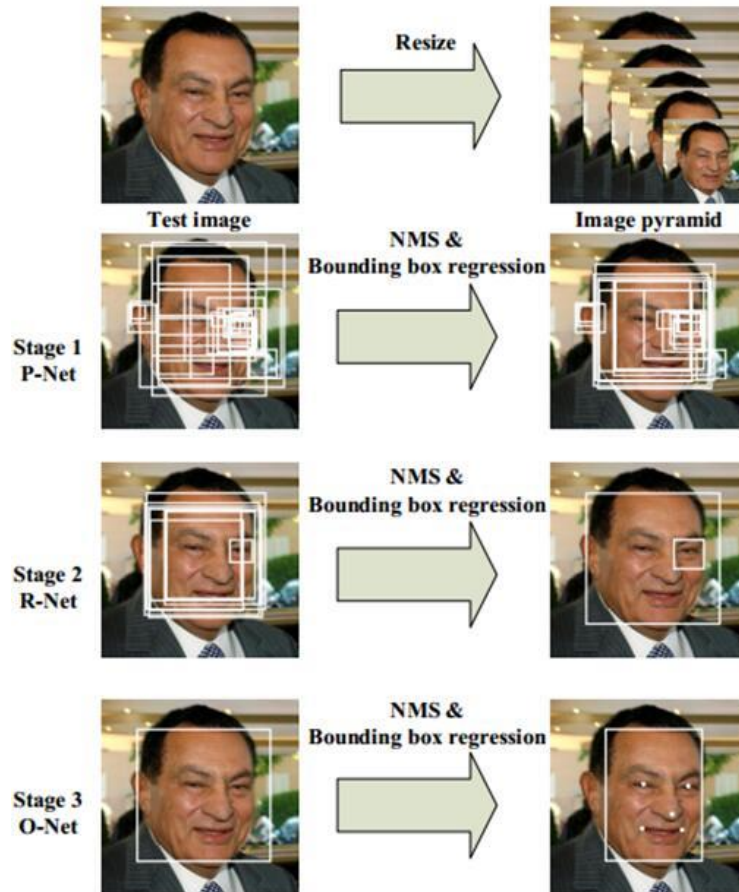 Resize
Test image
Image pyramid
NMS &
Bounding box regression
Stage 1
P-Net
NMS &
Bounding box regression
Stage 2
R-Net
NMS &
Bounding box regression
Stage 3
O-Net